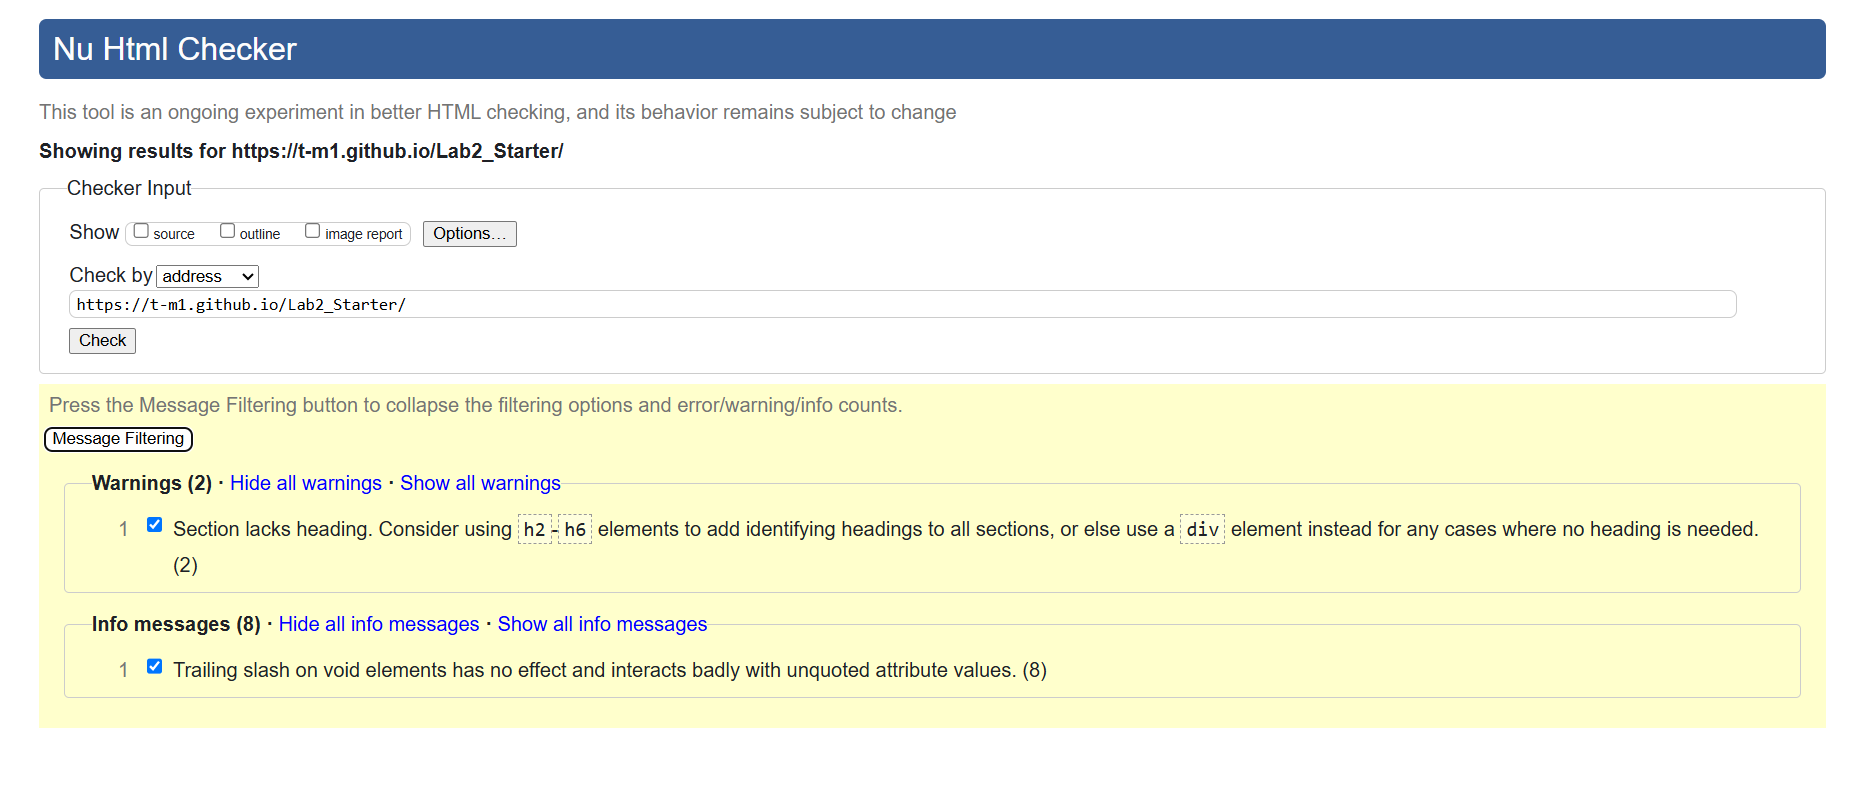 Nu Html Checker
This tool is an ongoing experiment in better HTML checking, and its behavior remains subject to change
Showing results for https://t-m1.github.io/Lab2_Starter/
Checker Input
Show source outline image report Options...
Check by address
https://t-m1.github.io/Lab2_Starter/
Check
Press the Message Filtering button to collapse the filtering options and error/warning/info counts.
Message Filtering
Warnings (2) · Hide all warnings · Show all warnings
1 Section lacks heading. Consider using h2-h6 elements to add identifying headings to all sections, or else use a div element instead for any cases where no heading is needed.
(2)
Info messages (8) · Hide all info messages · Show all info messages
1 Trailing slash on void elements has no effect and interacts badly with unquoted attribute values. (8)